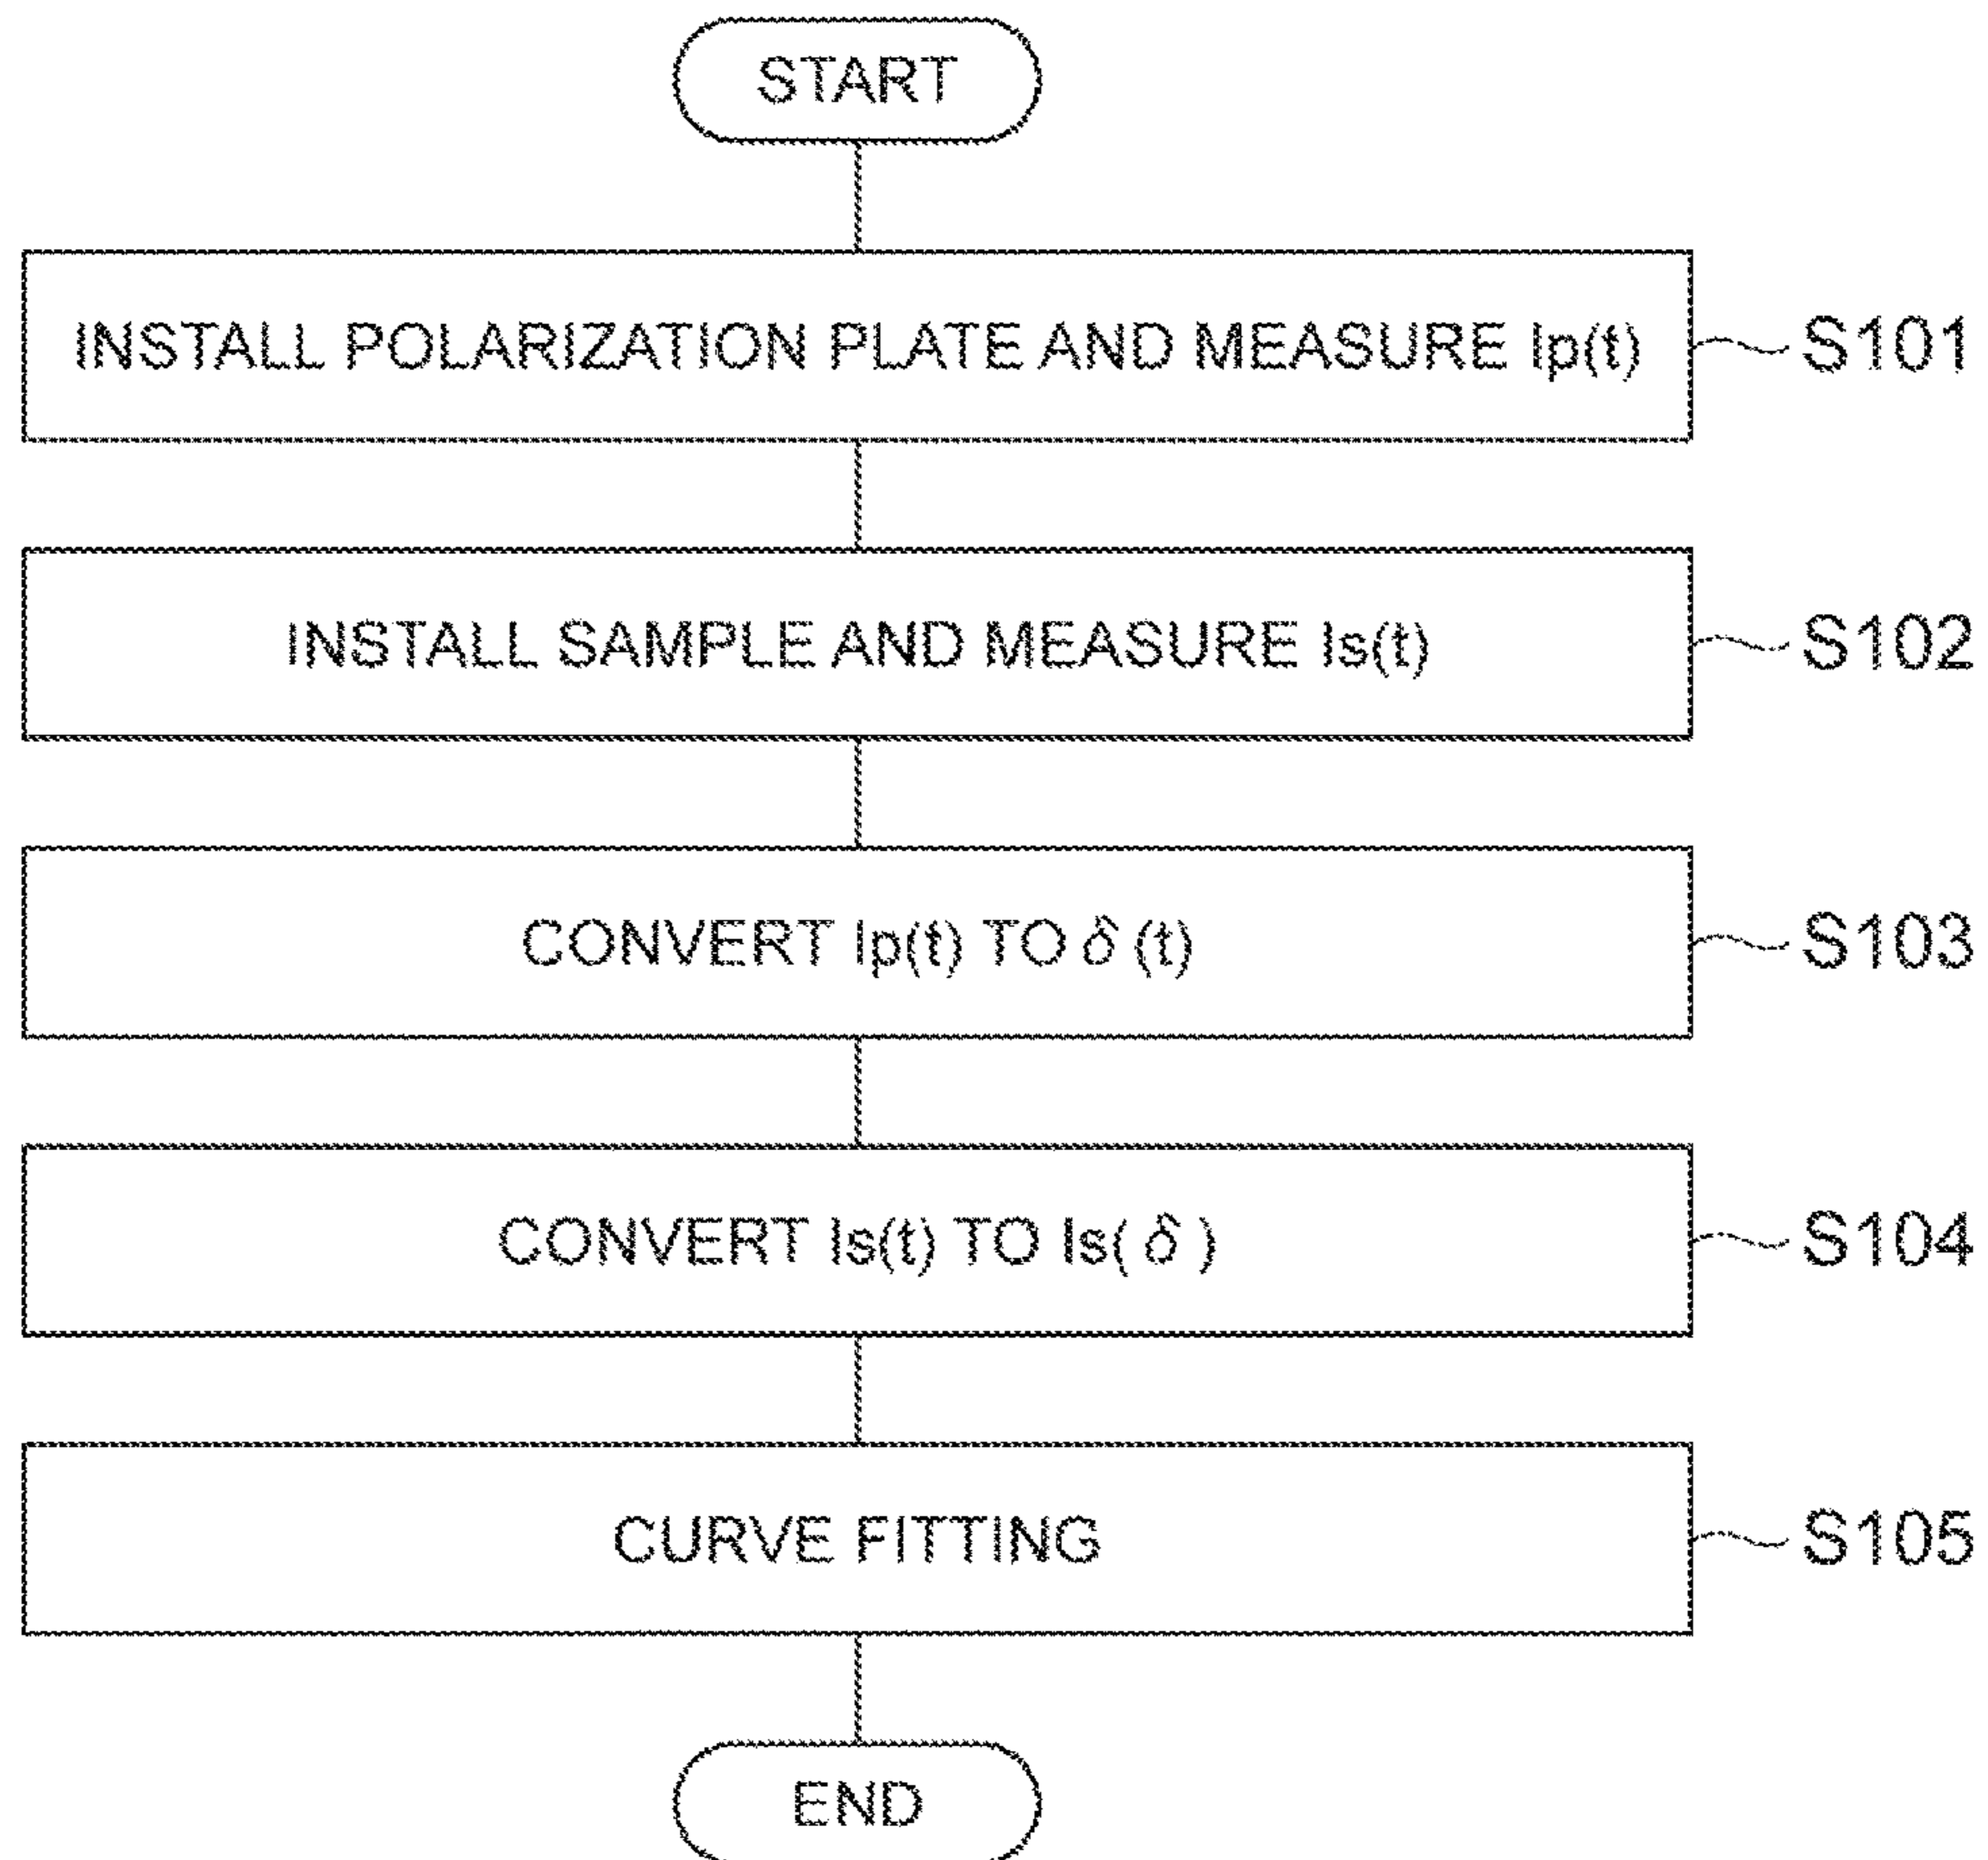 START
INSTALL POLARIZATION PLATE AND MEASURE Ip(t)
S101
INSTALL SAMPLE AND MEASURE Is(t)
S102
CONVERT Ip(t) TO δ (t)
S103
CONVERT Is(t) TO Is( δ )
S104
CURVE FITTING
S105
END